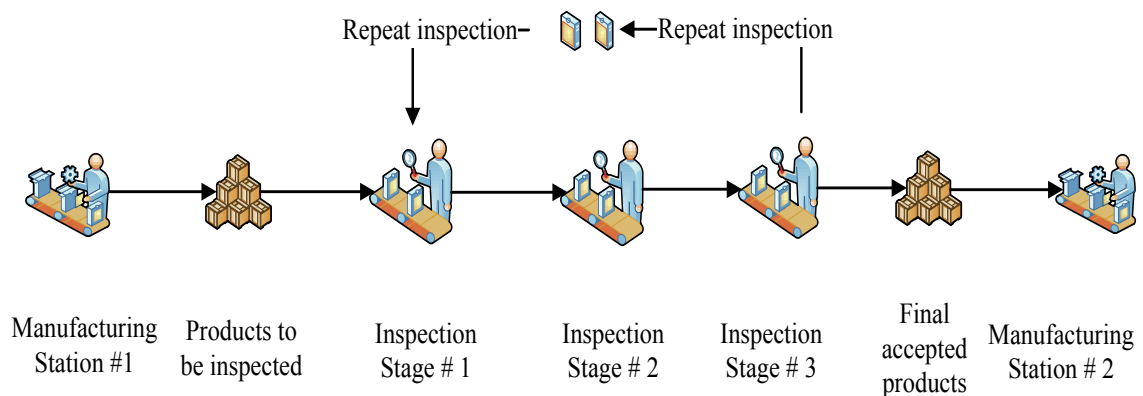 Repeat inspection
Repeat inspection
Manufacturing
Station #1
Products to
be inspected
Inspection
Stage # 1
Inspection
Stage # 2
Inspection
Stage # 3
Final
accepted
products
Manufacturing
Station # 2